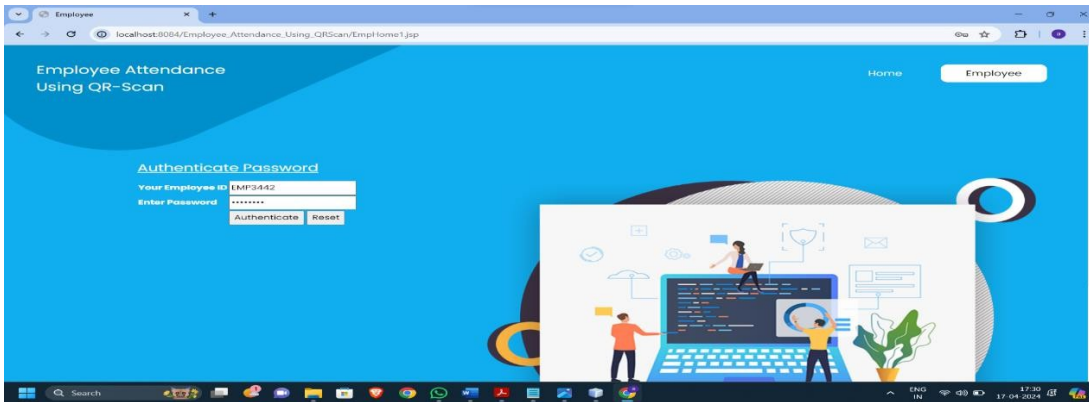 Employee
localhost:8084/Employee_Attendance_Using_QRScan/EmpHome1.jsp
Employee Attendance
Using QR-Scan
Home
Employee
Authenticate Password
Your Employee ID EMP3442
Enter Password ••••••••
Authenticate Reset
Search
ENG
IN
17:30
17-04-2024